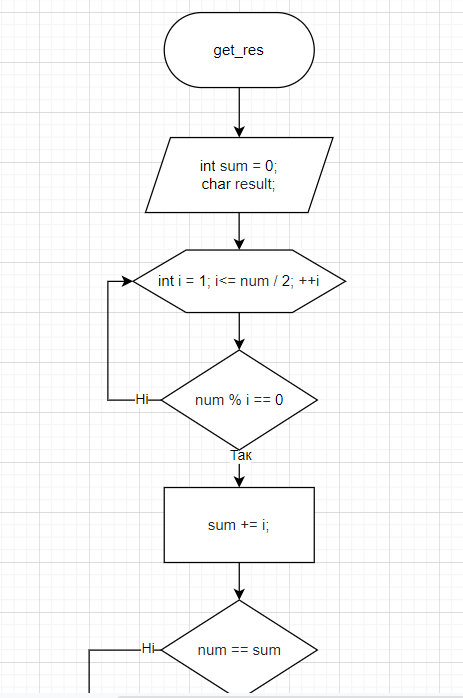 get_res
int sum = 0;
char result;
int i = 1; i<= num / 2; ++i
num % i == 0
Ні
Так
sum += i;
num == sum
Ні